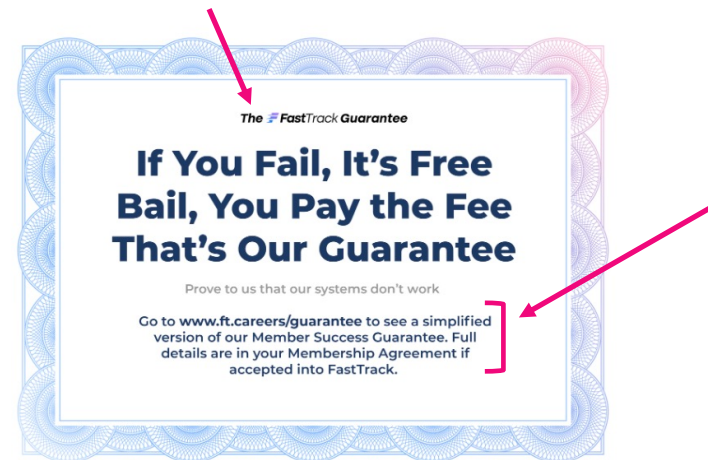 The FastTrack Guarantee
If You Fail, It's Free
Bail, You Pay the Fee
That's Our Guarantee
Prove to us that our systems don't work
Go to www.ft.careers/guarantee to see a simplified
version of our Member Success Guarantee. Full
details are in your Membership Agreement if
accepted into FastTrack.